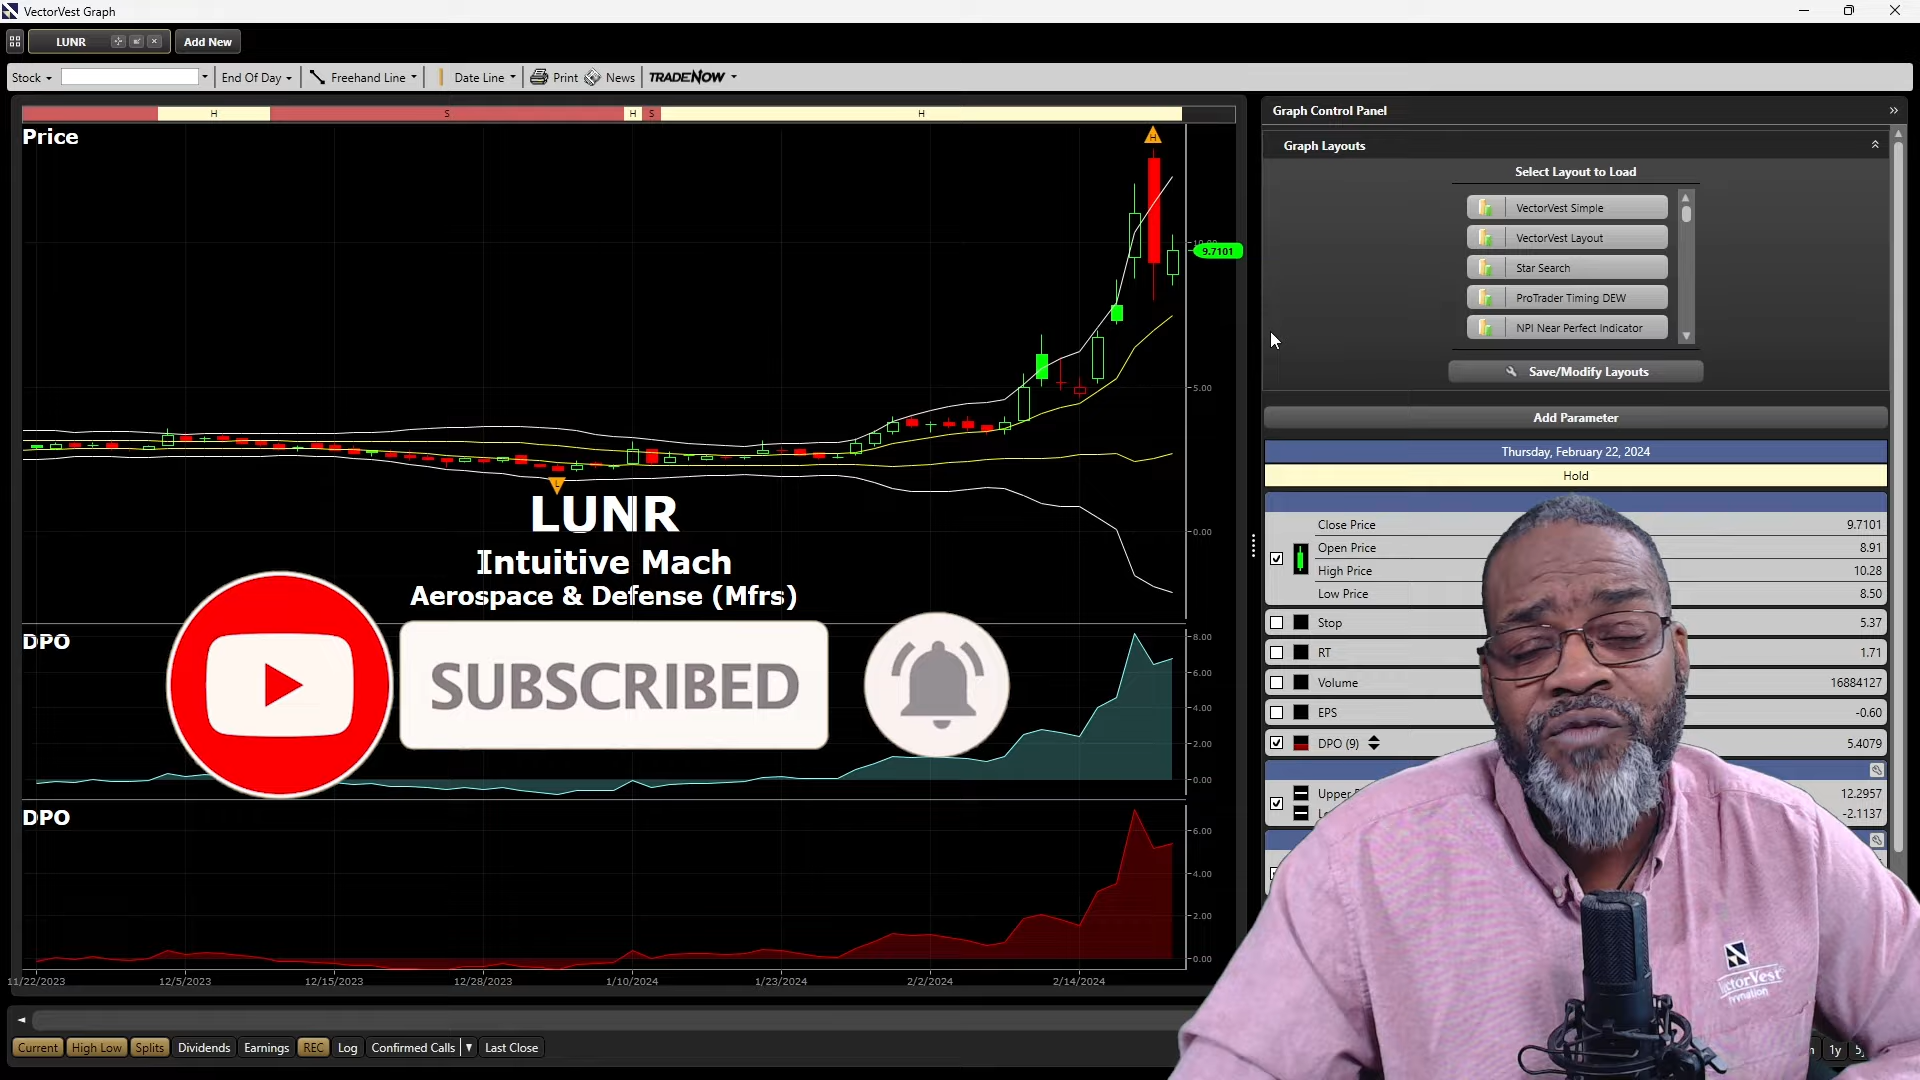 VectorVest Graph
LUNR
Add New
Stock
End Of Day
Freehand Line
Date Line
Print
News
TRADENOW
H
S
H
S
H
Price
H
10.00
9.7101
5.00
0.00
L
LUNR
Intuitive Mach
Aerospace & Defense (Mfrs)
SUBSCRIBED
DPO
8.00
6.00
4.00
2.00
0.00
DPO
6.00
4.00
2.00
0.00
11/22/2023
12/5/2023
12/15/2023
12/28/2023
1/10/2024
1/23/2024
2/2/2024
2/14/2024
Current
High Low
Splits
Dividends
Earnings
REC
Log
Confirmed Calls
Last Close
Graph Control Panel
Graph Layouts
Select Layout to Load
VectorVest Simple
VectorVest Layout
Star Search
ProTrader Timing DEW
NPI Near Perfect Indicator
Save/Modify Layouts
Add Parameter
Thursday, February 22, 2024
Hold
Close Price 9.7101
Open Price 8.91
High Price 10.28
Low Price 8.50
Stop 5.37
RT 1.71
Volume 16884127
EPS -0.60
DPO (9) 5.4079
Upper 12.2957
-2.1137
1y